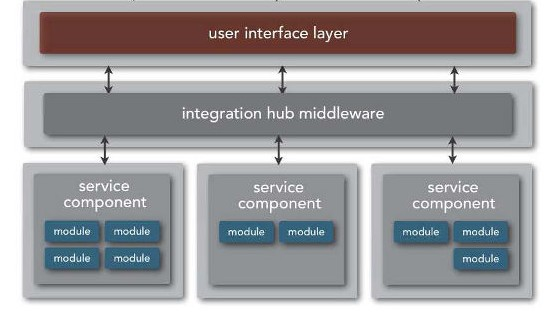 user interface layer
integration hub middleware
service
component
module module
module module
service
component
module module
service
component
module module
module